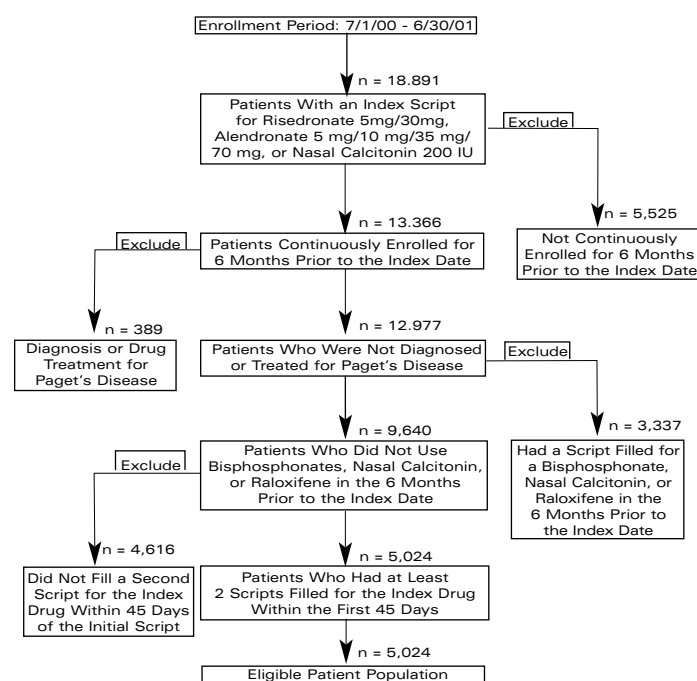 Enrollment Period: 7/1/00 - 6/30/01
n = 18.891
Patients With an Index Script
for Risedronate 5mg/30mg,
Alendronate 5 mg/10 mg/35 mg/
70 mg, or Nasal Calcitonin 200 IU
Exclude
n = 5,525
Not Continuously
Enrolled for 6 Months
Prior to the Index Date
n = 13.366
Patients Continuously Enrolled for
6 Months Prior to the Index Date
Exclude
n = 389
Diagnosis or Drug
Treatment for
Paget's Disease
n = 12.977
Patients Who Were Not Diagnosed
or Treated for Paget's Disease
Exclude
n = 3,337
Had a Script Filled for
a Bisphosphonate,
Nasal Calcitonin, or
Raloxifene in the
6 Months Prior to
the Index Date
n = 9,640
Patients Who Did Not Use
Bisphosphonates, Nasal Calcitonin,
or Raloxifene in the 6 Months
Prior to the Index Date
Exclude
n = 4,616
Did Not Fill a Second
Script for the Index
Drug Within 45 Days
of the Initial Script
n = 5,024
Patients Who Had at Least
2 Scripts Filled for the Index Drug
Within the First 45 Days
n = 5,024
Eligible Patient Population